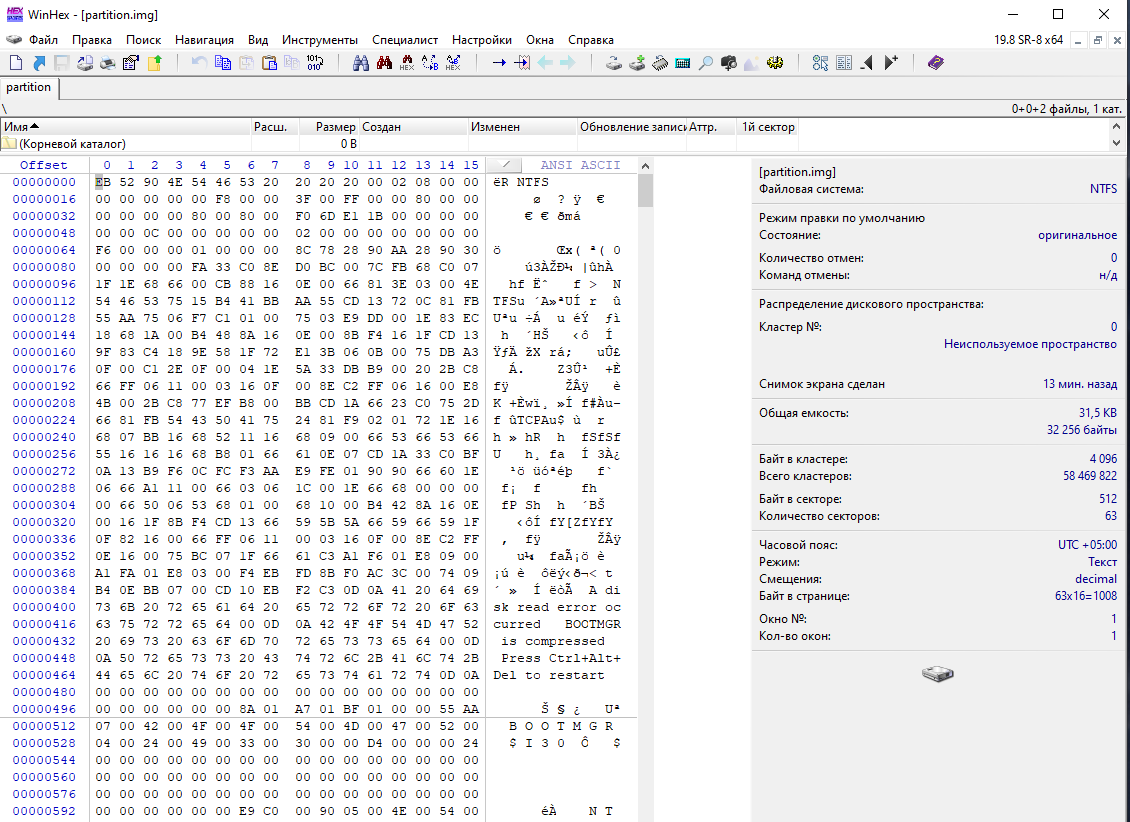 WinHex - [partition.img]
Файл Правка Поиск Навигация Вид Инструменты Специалист Настройки Окна Справка 19.8 SR-8 x64
partition
\ 0+0+2 файлы, 1 кат.
Имя Расш. Размер Создан Изменен Обновление записи Аттр. 1й сектор
(Корневой каталог) 0 B
Offset 0 1 2 3 4 5 6 7 8 9 10 11 12 13 14 15 ANSI ASCII
00000000 EB 52 90 4E 54 46 53 20 20 20 20 00 02 08 00 00 ëR NTFS
00000016 00 00 00 00 00 F8 00 00 3F 00 FF 00 00 80 00 00 ø ? ÿ €
00000032 00 00 00 00 80 00 80 00 F0 6D E1 1B 00 00 00 00 € € ðmá
00000048 00 0C 00 00 00 00 00 02 00 00 00 00 00 00 00
00000064 F6 00 00 00 01 00 00 00 8C 78 28 90 AA 28 90 30 ö Œx( ª( 0
00000080 00 00 00 00 FA 33 C0 8E D0 BC 00 7C FB 68 C0 07 ú3ÀŽÐ¼ |ûhÀ
00000096 1F 1E 68 66 00 CB 88 16 0E 00 66 81 3E 03 00 4E hf Ëˆ f > N
00000112 54 46 53 75 15 B4 41 BB AA 55 CD 13 72 0C 81 FB TFSu ´A»ªUÍ r û
00000128 55 AA 75 06 F7 C1 01 00 75 03 E9 DD 00 1E 83 EC Uªu ÷Á u éÝ ƒì
00000144 18 68 1A 00 B4 48 8A 16 0E 00 8B F4 16 1F CD 13 h ´HŠ ‹ô Í
00000160 9F 83 C4 18 9E 58 1F 72 E1 3B 06 0B 00 75 DB A3 ŸƒÄ žX rá; uÛ£
00000176 0F 00 C1 2E 0F 00 04 1E 5A 33 DB B9 00 20 2B C8 Á. Z3Û¹ +È
00000192 66 FF 06 11 00 03 16 0F 00 8E C2 FF 06 16 00 E8 fÿ ŽÂÿ è
00000208 4B 00 2B C8 77 EF B8 00 BB CD 1A 66 23 C0 75 2D K +Èwï¸ »Í f#Àu-
00000224 66 81 FB 54 43 50 41 75 24 81 F9 02 01 72 1E 16 f ûTCPAu$ ù r
00000240 68 07 BB 16 68 52 11 16 68 09 00 66 53 66 53 66 h » hR h fSfSf
00000256 55 16 16 16 68 B8 01 66 61 0E 07 CD 1A 33 C0 BF U h¸ fa Í 3À¿
00000272 0A 13 B9 F6 0C FC F3 AA E9 FE 01 90 90 66 60 1E ¹ö üóªéþ f`
00000288 06 66 A1 11 00 66 03 06 1C 00 1E 66 68 00 00 00 f¡ f fh
00000304 00 66 50 06 53 68 01 00 68 10 00 B4 42 8A 16 0E fP Sh h ´BŠ
00000320 00 16 1F 8B F4 CD 13 66 59 5B 5A 66 59 66 59 1F ‹ôÍ fY[ZfYfY
00000336 0F 82 16 00 66 FF 06 11 00 03 16 0F 00 8E C2 FF ‚ fÿ ŽÂÿ
00000352 0E 16 00 75 BC 07 1F 66 61 C3 A1 F6 01 E8 09 00 u¼ faÃ¡ö è
00000368 A1 FA 01 E8 03 00 F4 EB FD 8B F0 AC 3C 00 74 09 ¡ú è ôëý‹ð¬< t
00000384 B4 0E BB 07 00 CD 10 EB F2 C3 0D 0A 41 20 64 69 ´ » Í ëòÃ A di
00000400 73 6B 20 72 65 61 64 20 65 72 72 6F 72 20 6F 63 sk read error oc
00000416 63 75 72 72 65 64 00 0D 0A 42 4F 4F 54 4D 47 52 curred BOOTMGR
00000432 20 69 73 20 63 6F 6D 70 72 65 73 73 65 64 00 0D is compressed
00000448 0A 50 72 65 73 73 20 43 74 72 6C 2B 41 6C 74 2B Press Ctrl+Alt+
00000464 44 65 6C 20 74 6F 20 72 65 73 74 61 72 74 0D 0A Del to restart
00000480 00 00 00 00 00 00 00 00 00 00 00 00 00 00 00 00
00000496 00 00 00 00 00 00 8A 01 A7 01 BF 01 00 00 55 AA Š § ¿ Uª
00000512 07 00 42 00 4F 00 4F 00 54 00 4D 00 47 00 52 00 B O O T M G R
00000528 04 00 24 00 49 00 33 00 30 00 00 D4 00 00 00 24 $ I 3 0 Ô $
00000544 00 00 00 00 00 00 00 00 00 00 00 00 00 00 00 00
00000560 00 00 00 00 00 00 00 00 00 00 00 00 00 00 00 00
00000576 00 00 00 00 00 00 00 00 00 00 00 00 00 00 00 00
00000592 00 00 00 00 00 00 E9 C0 00 90 05 00 4E 00 54 00 éÀ N T
[partition.img]
Файловая система: NTFS
Режим правки по умолчанию
Состояние: оригинальное
Количество отмен: 0
Команд отмены: н/д
Распределение дискового пространства:
Кластер №: 0
Неиспользуемое пространство
Снимок экрана сделан 13 мин. назад
Общая емкость: 31,5 KB
32 256 байты
Байт в кластере: 4 096
Всего кластеров: 58 469 822
Байт в секторе: 512
Количество секторов: 63
Часовой пояс: UTC +05:00
Режим: Текст
Смещения: decimal
Байт в странице: 63x16=1008
Окно №: 1
Кол-во окон: 1